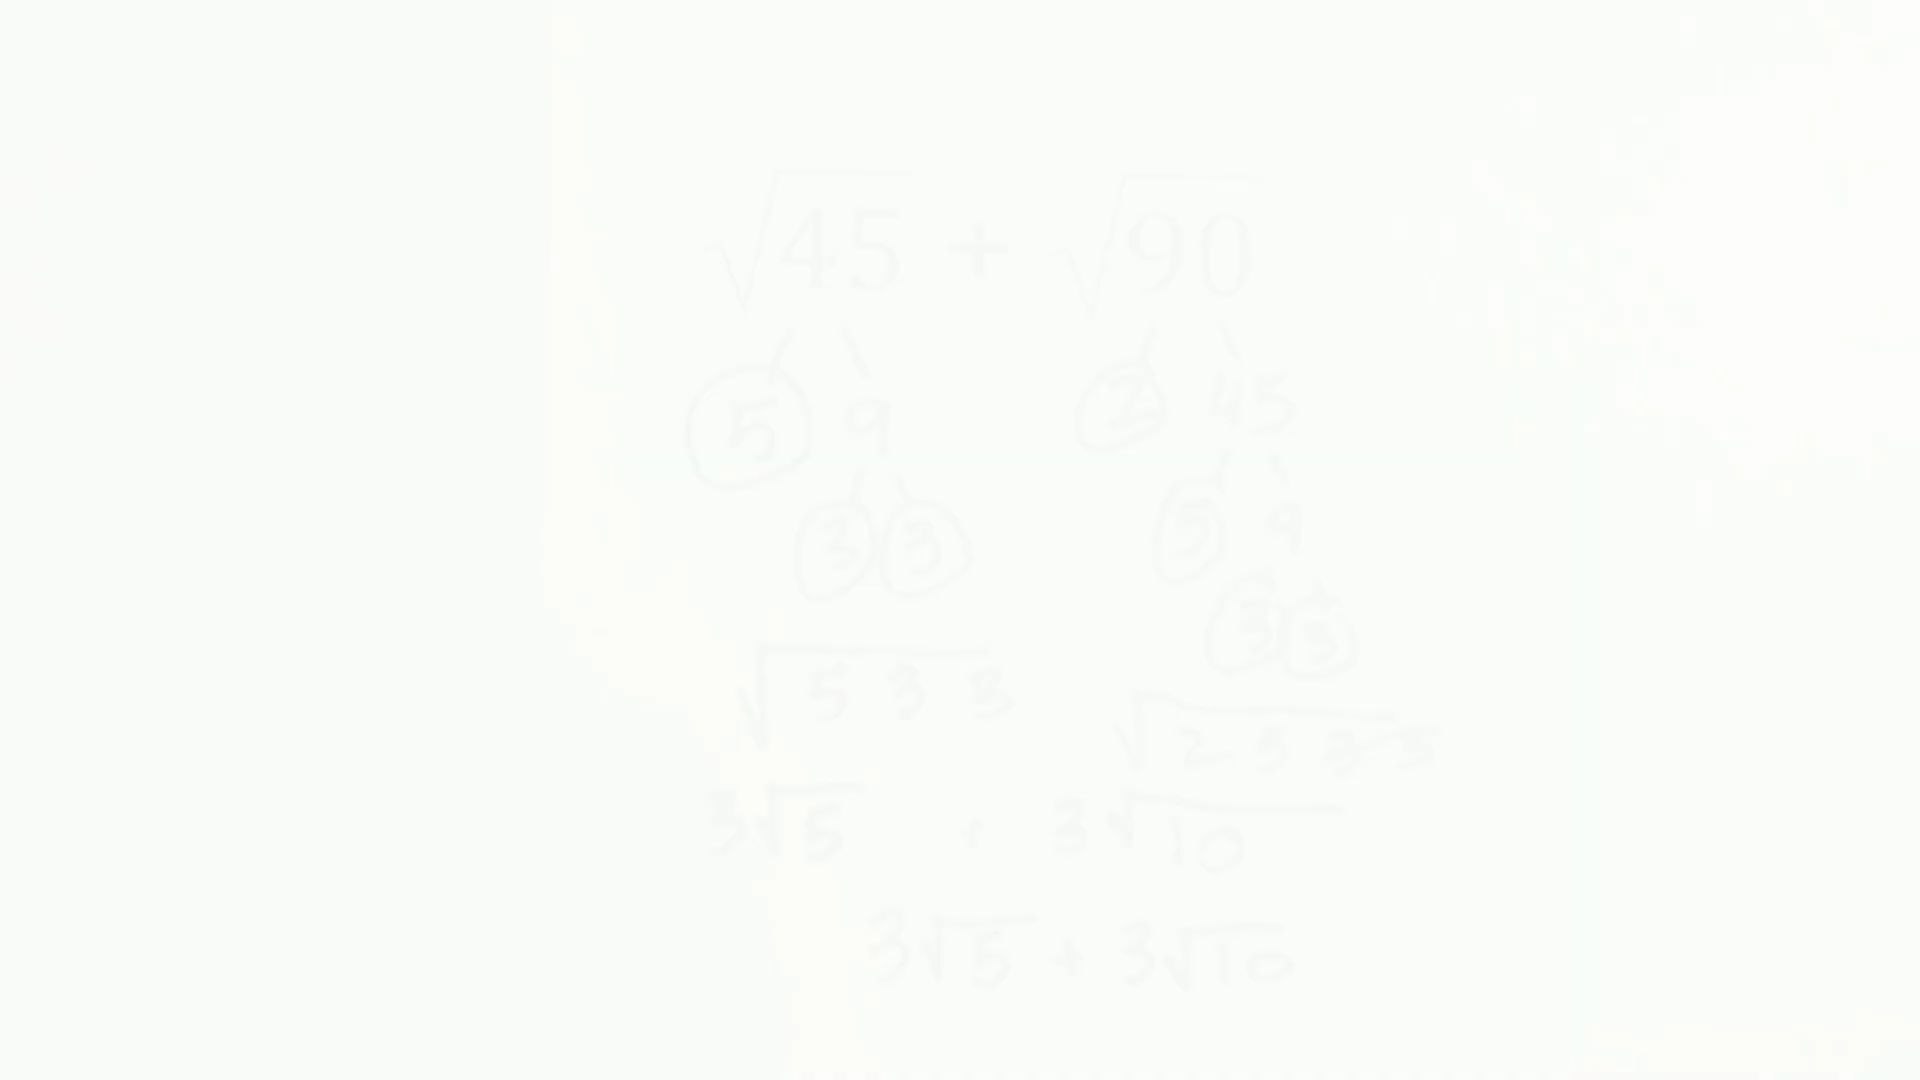 √45 + √90
5 9 2 45
3 3 5 9
3 3
√5 3 3 √2 5 3 3
3√5 + 3√10
3√5 + 3√10